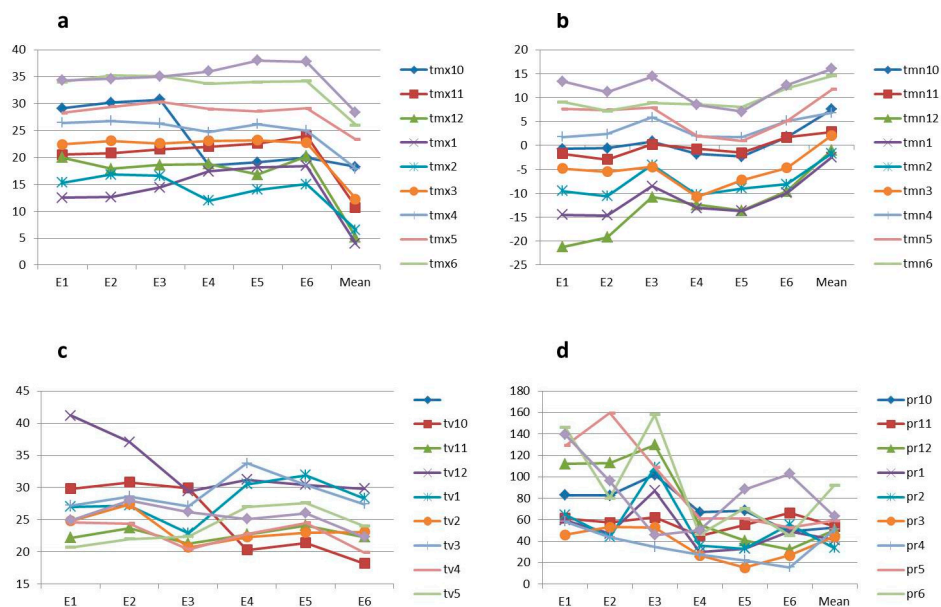 a
40
35
30
25
20
15
10
5
0
E1 E2 E3 E4 E5 E6 Mean
tmx10
tmx11
tmx12
tmx1
tmx2
tmx3
tmx4
tmx5
tmx6
b
20
15
10
5
0
-5
-10
-15
-20
-25
E1 E2 E3 E4 E5 E6 Mean
tmn10
tmn11
tmn12
tmn1
tmn2
tmn3
tmn4
tmn5
tmn6
c
45
40
35
30
25
20
15
E1 E2 E3 E4 E5 E6
tv10
tv11
tv12
tv1
tv2
tv3
tv4
tv5
d
180
160
140
120
100
80
60
40
20
0
E1 E2 E3 E4 E5 E6 Mean
pr10
pr11
pr12
pr1
pr2
pr3
pr4
pr5
pr6